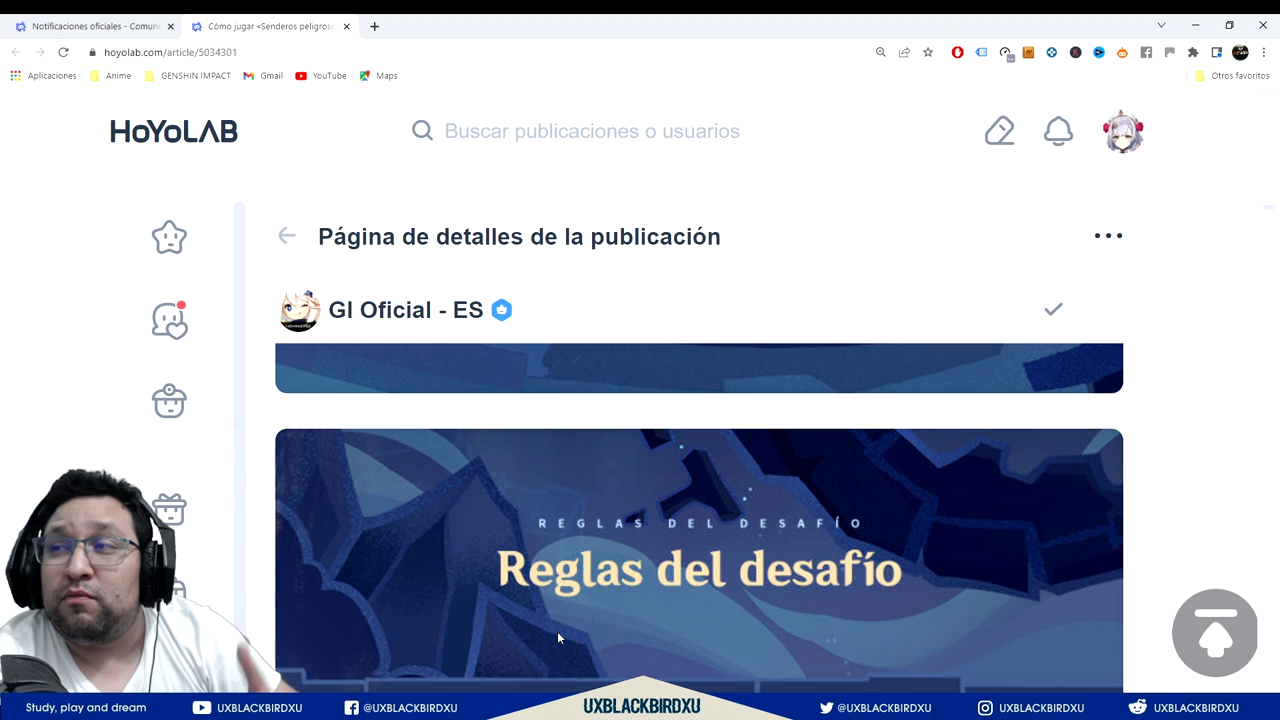 Notificaciones oficiales - Comuni
Cómo jugar «Senderos peligroso
hoyolab.com/article/5034301
Aplicaciones
Anime
GENSHIN IMPACT
Gmail
YouTube
Maps
Otros favoritos
HoYoLAB
Buscar publicaciones o usuarios
Página de detalles de la publicación
GI Oficial - ES
REGLAS DEL DESAFÍO
Reglas del desafío
Study, play and dream
UXBLACKBIRDXU
@UXBLACKBIRDXU
UXBLACKBIRDXU
@UXBLACKBIRDXU
UXBLACKBIRDXU
UXBLACKBIRDXU